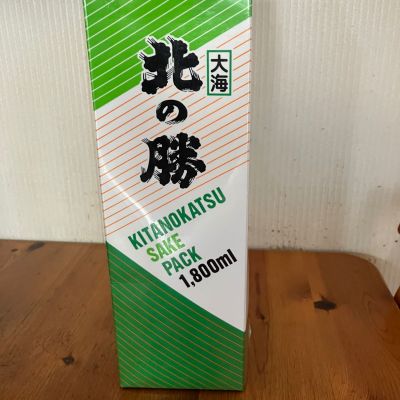 大海
北の勝
KITANOKATSU
SAKE
PACK
1,800ml